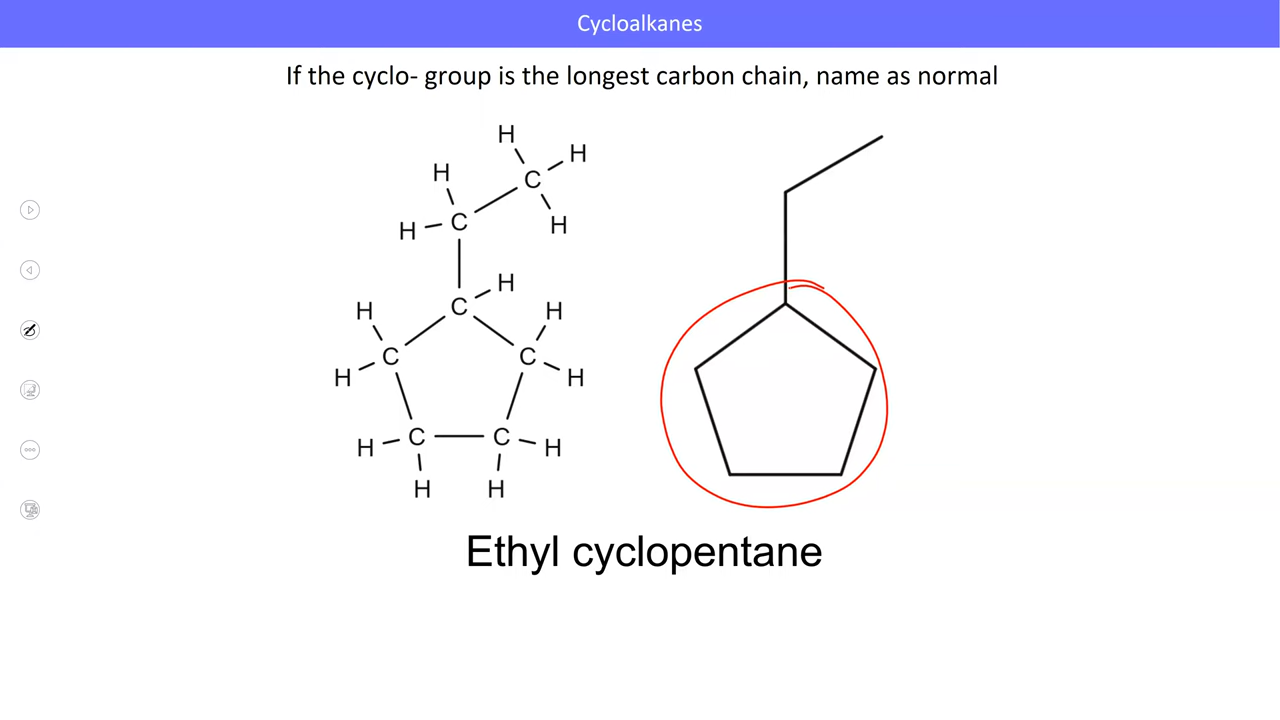 Cycloalkanes
If the cyclo- group is the longest carbon chain, name as normal
H
H
H
C
H
C
H
H
H
C
H
H
C
C
H
H
H
C
C
H
H
H
Ethyl cyclopentane